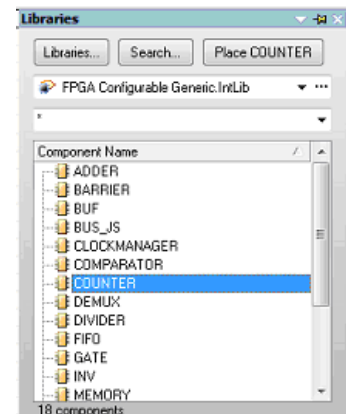 Libraries
Libraries... Search... Place COUNTER
FPGA Configurable Generic.IntLib
*
Component Name
ADDER
BARRIER
BUF
BUS_JS
CLOCKMANAGER
COMPARATOR
COUNTER
DEMUX
DIVIDER
FIFO
GATE
INV
MEMORY
18 components